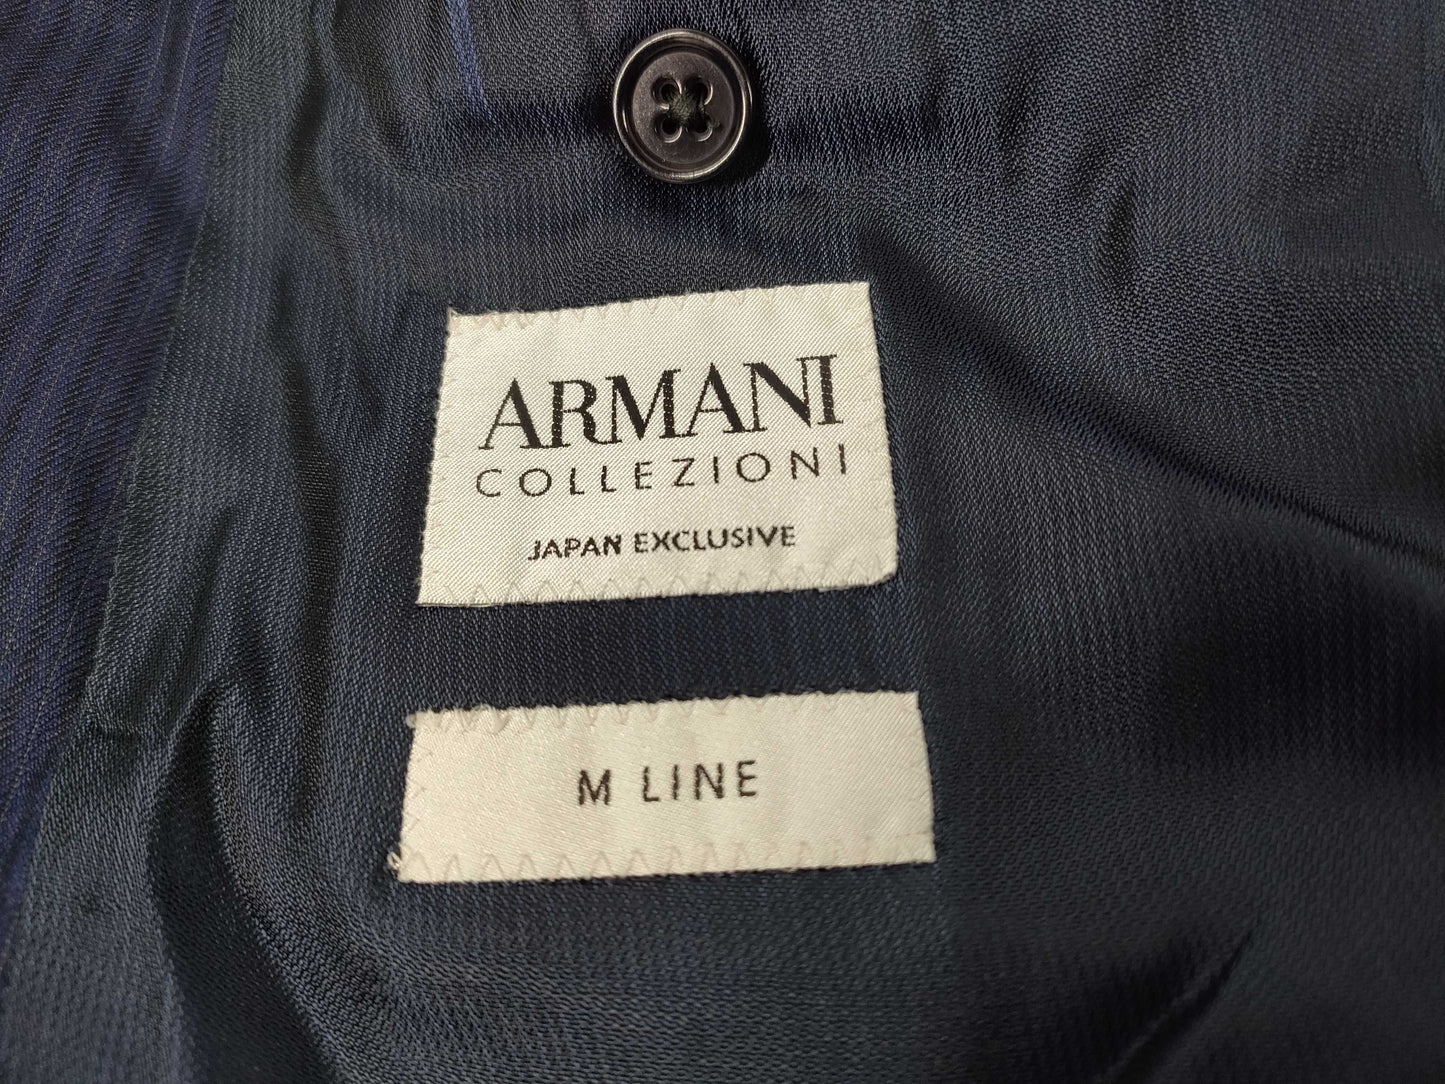 ARMANI
COLLEZIONI
JAPAN EXCLUSIVE
M LINE